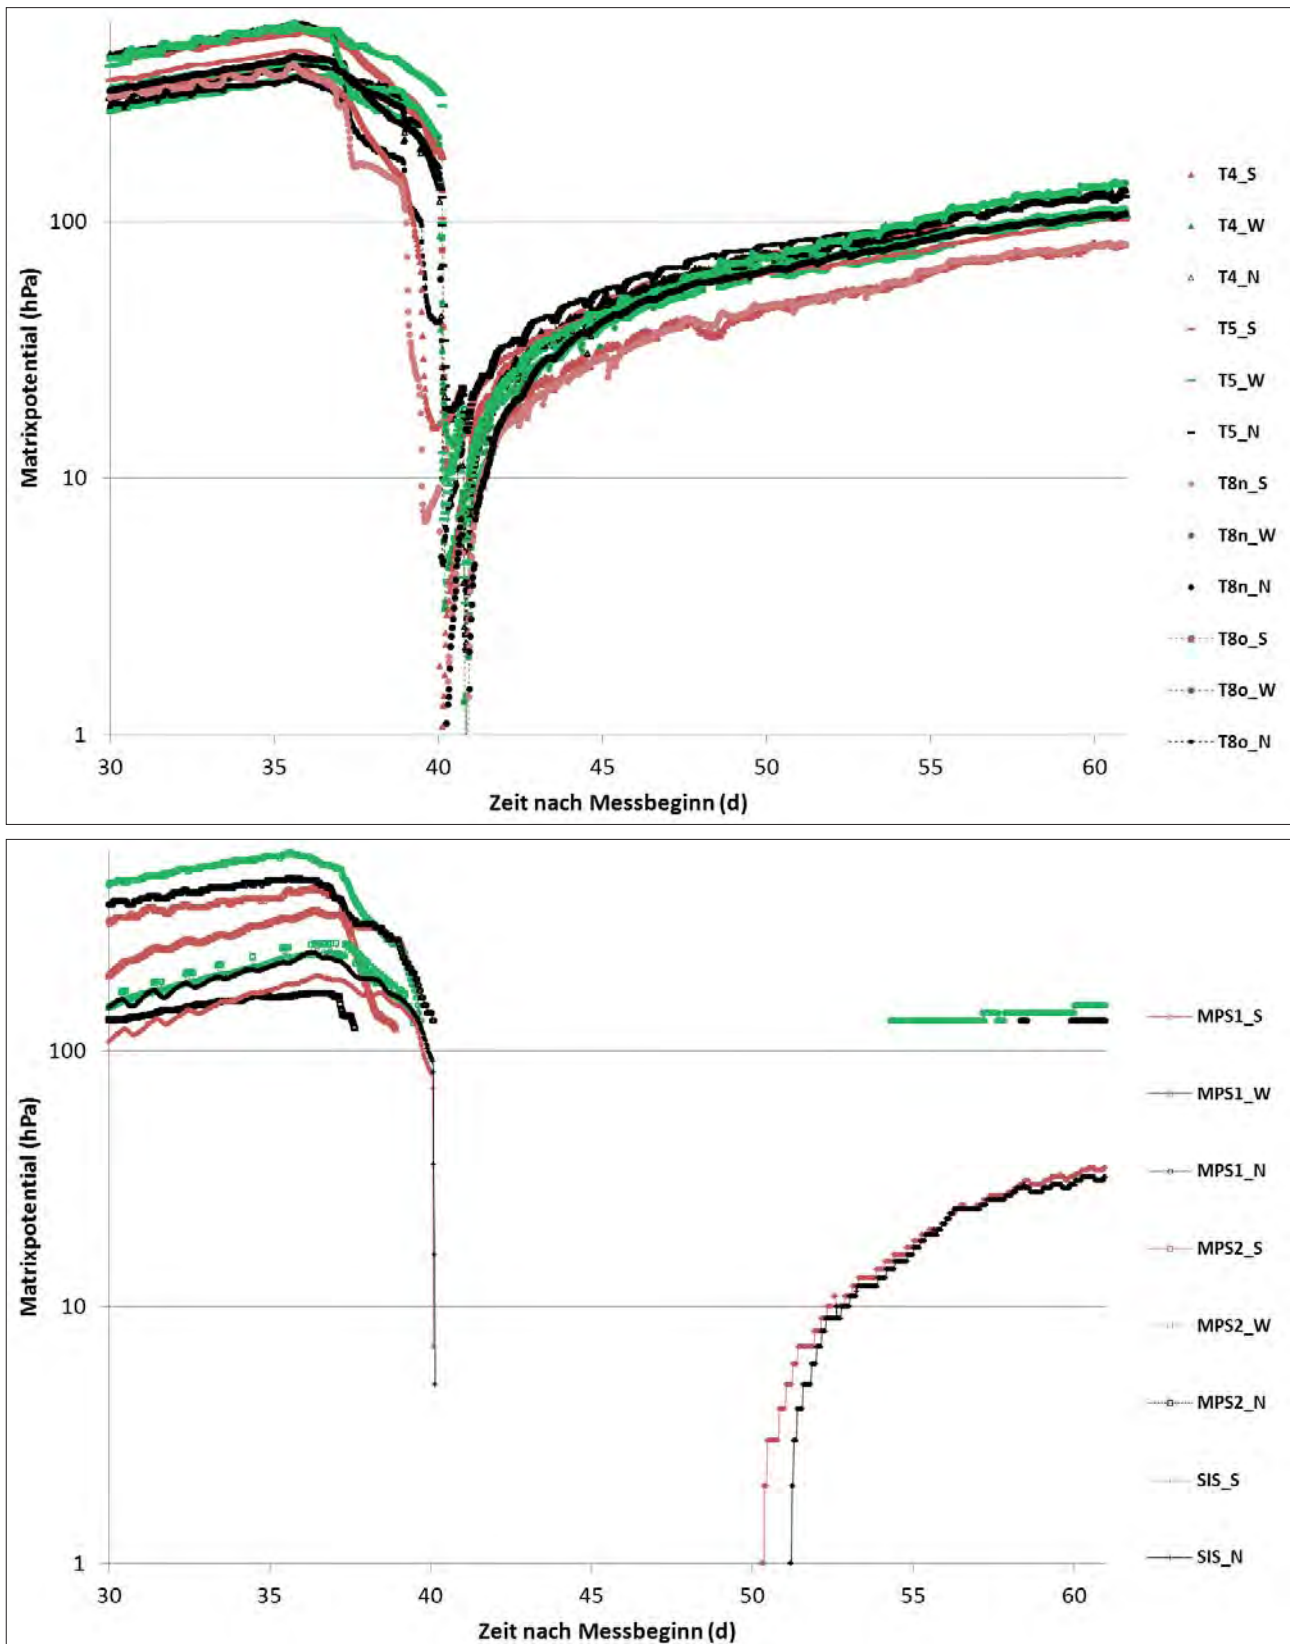 Matrixpotential (hPa)
100
10
1
30 35 40 45 50 55 60
Zeit nach Messbeginn (d)
T4_S
T4_W
T4_N
T5_S
T5_W
T5_N
T8n_S
T8n_W
T8n_N
T8o_S
T8o_W
T8o_N
Matrixpotential (hPa)
100
10
1
30 35 40 45 50 55 60
Zeit nach Messbeginn (d)
MPS1_S
MPS1_W
MPS1_N
MPS2_S
MPS2_W
MPS2_N
SIS_S
SIS_N